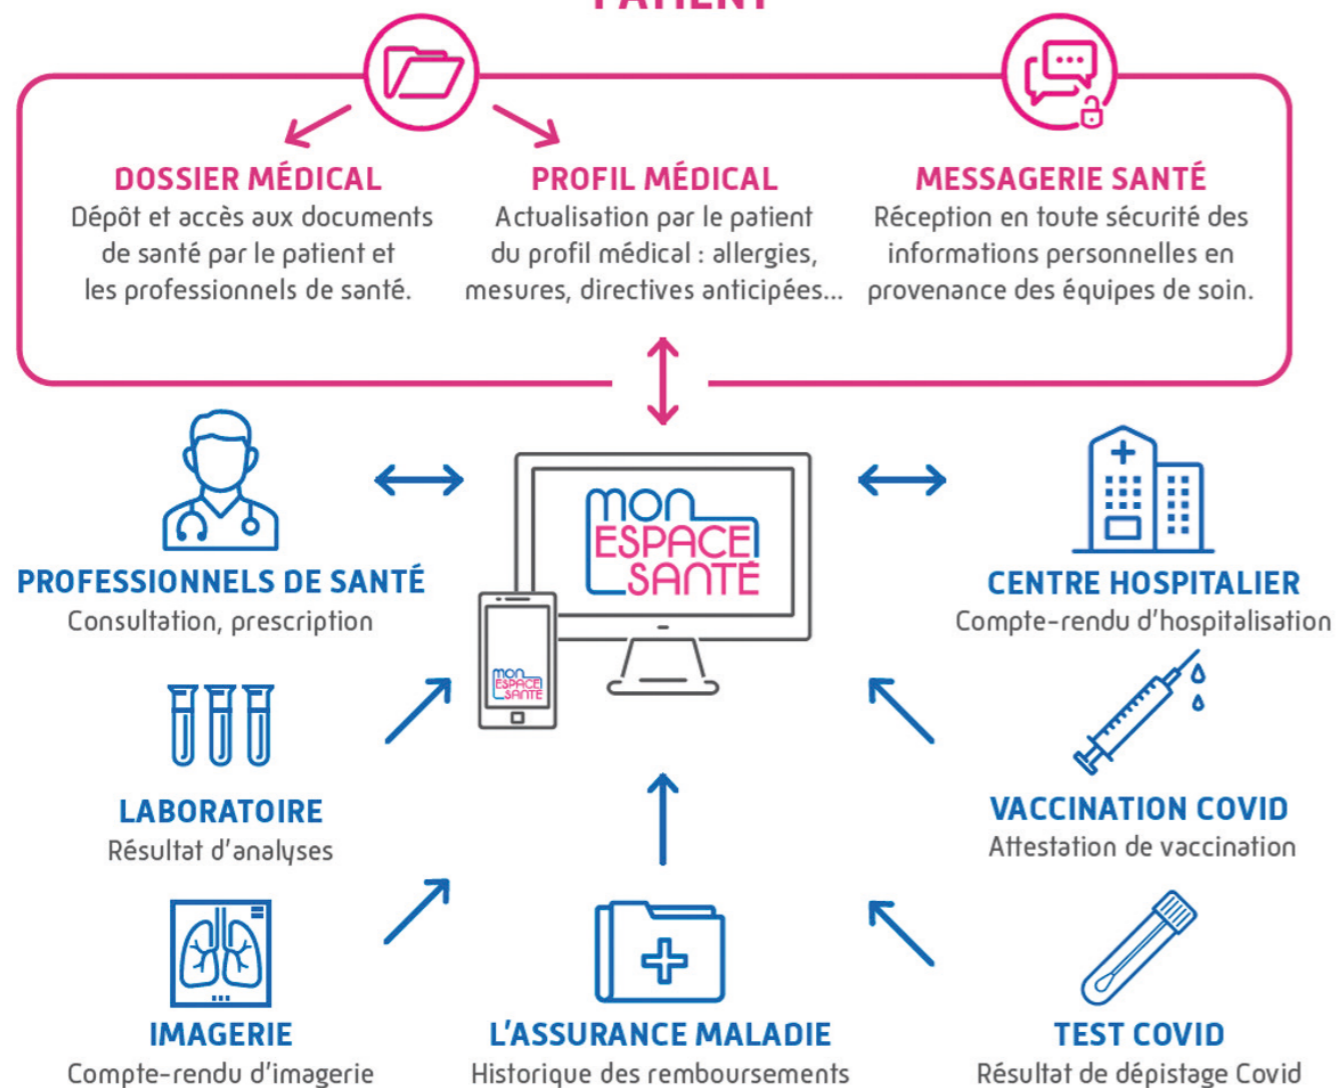 PATIENT
DOSSIER MÉDICAL
Dépôt et accès aux documents
de santé par le patient et
les professionnels de santé.
PROFIL MÉDICAL
Actualisation par le patient
du profil médical : allergies,
mesures, directives anticipées...
MESSAGERIE SANTÉ
Réception en toute sécurité des
informations personnelles en
provenance des équipes de soin.
mon
ESPACE
SANTÉ
mon
ESPACE
SANTÉ
PROFESSIONNELS DE SANTÉ
Consultation, prescription
CENTRE HOSPITALIER
Compte-rendu d'hospitalisation
LABORATOIRE
Résultat d'analyses
VACCINATION COVID
Attestation de vaccination
IMAGERIE
Compte-rendu d'imagerie
L'ASSURANCE MALADIE
Historique des remboursements
TEST COVID
Résultat de dépistage Covid